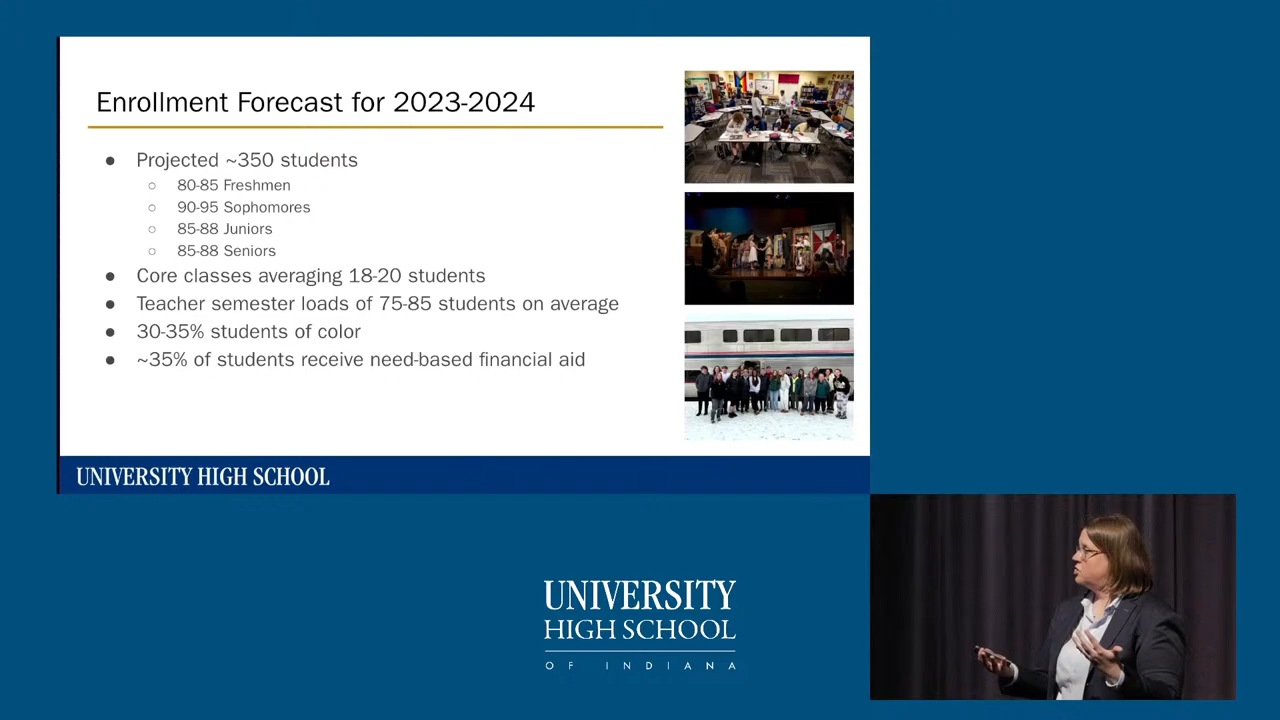 Enrollment Forecast for 2023-2024
● Projected ~350 students
○ 80-85 Freshmen
○ 90-95 Sophomores
○ 85-88 Juniors
○ 85-88 Seniors
● Core classes averaging 18-20 students
● Teacher semester loads of 75-85 students on average
● 30-35% students of color
● ~35% of students receive need-based financial aid
UNIVERSITY HIGH SCHOOL
UNIVERSITY
HIGH SCHOOL
OF INDIANA